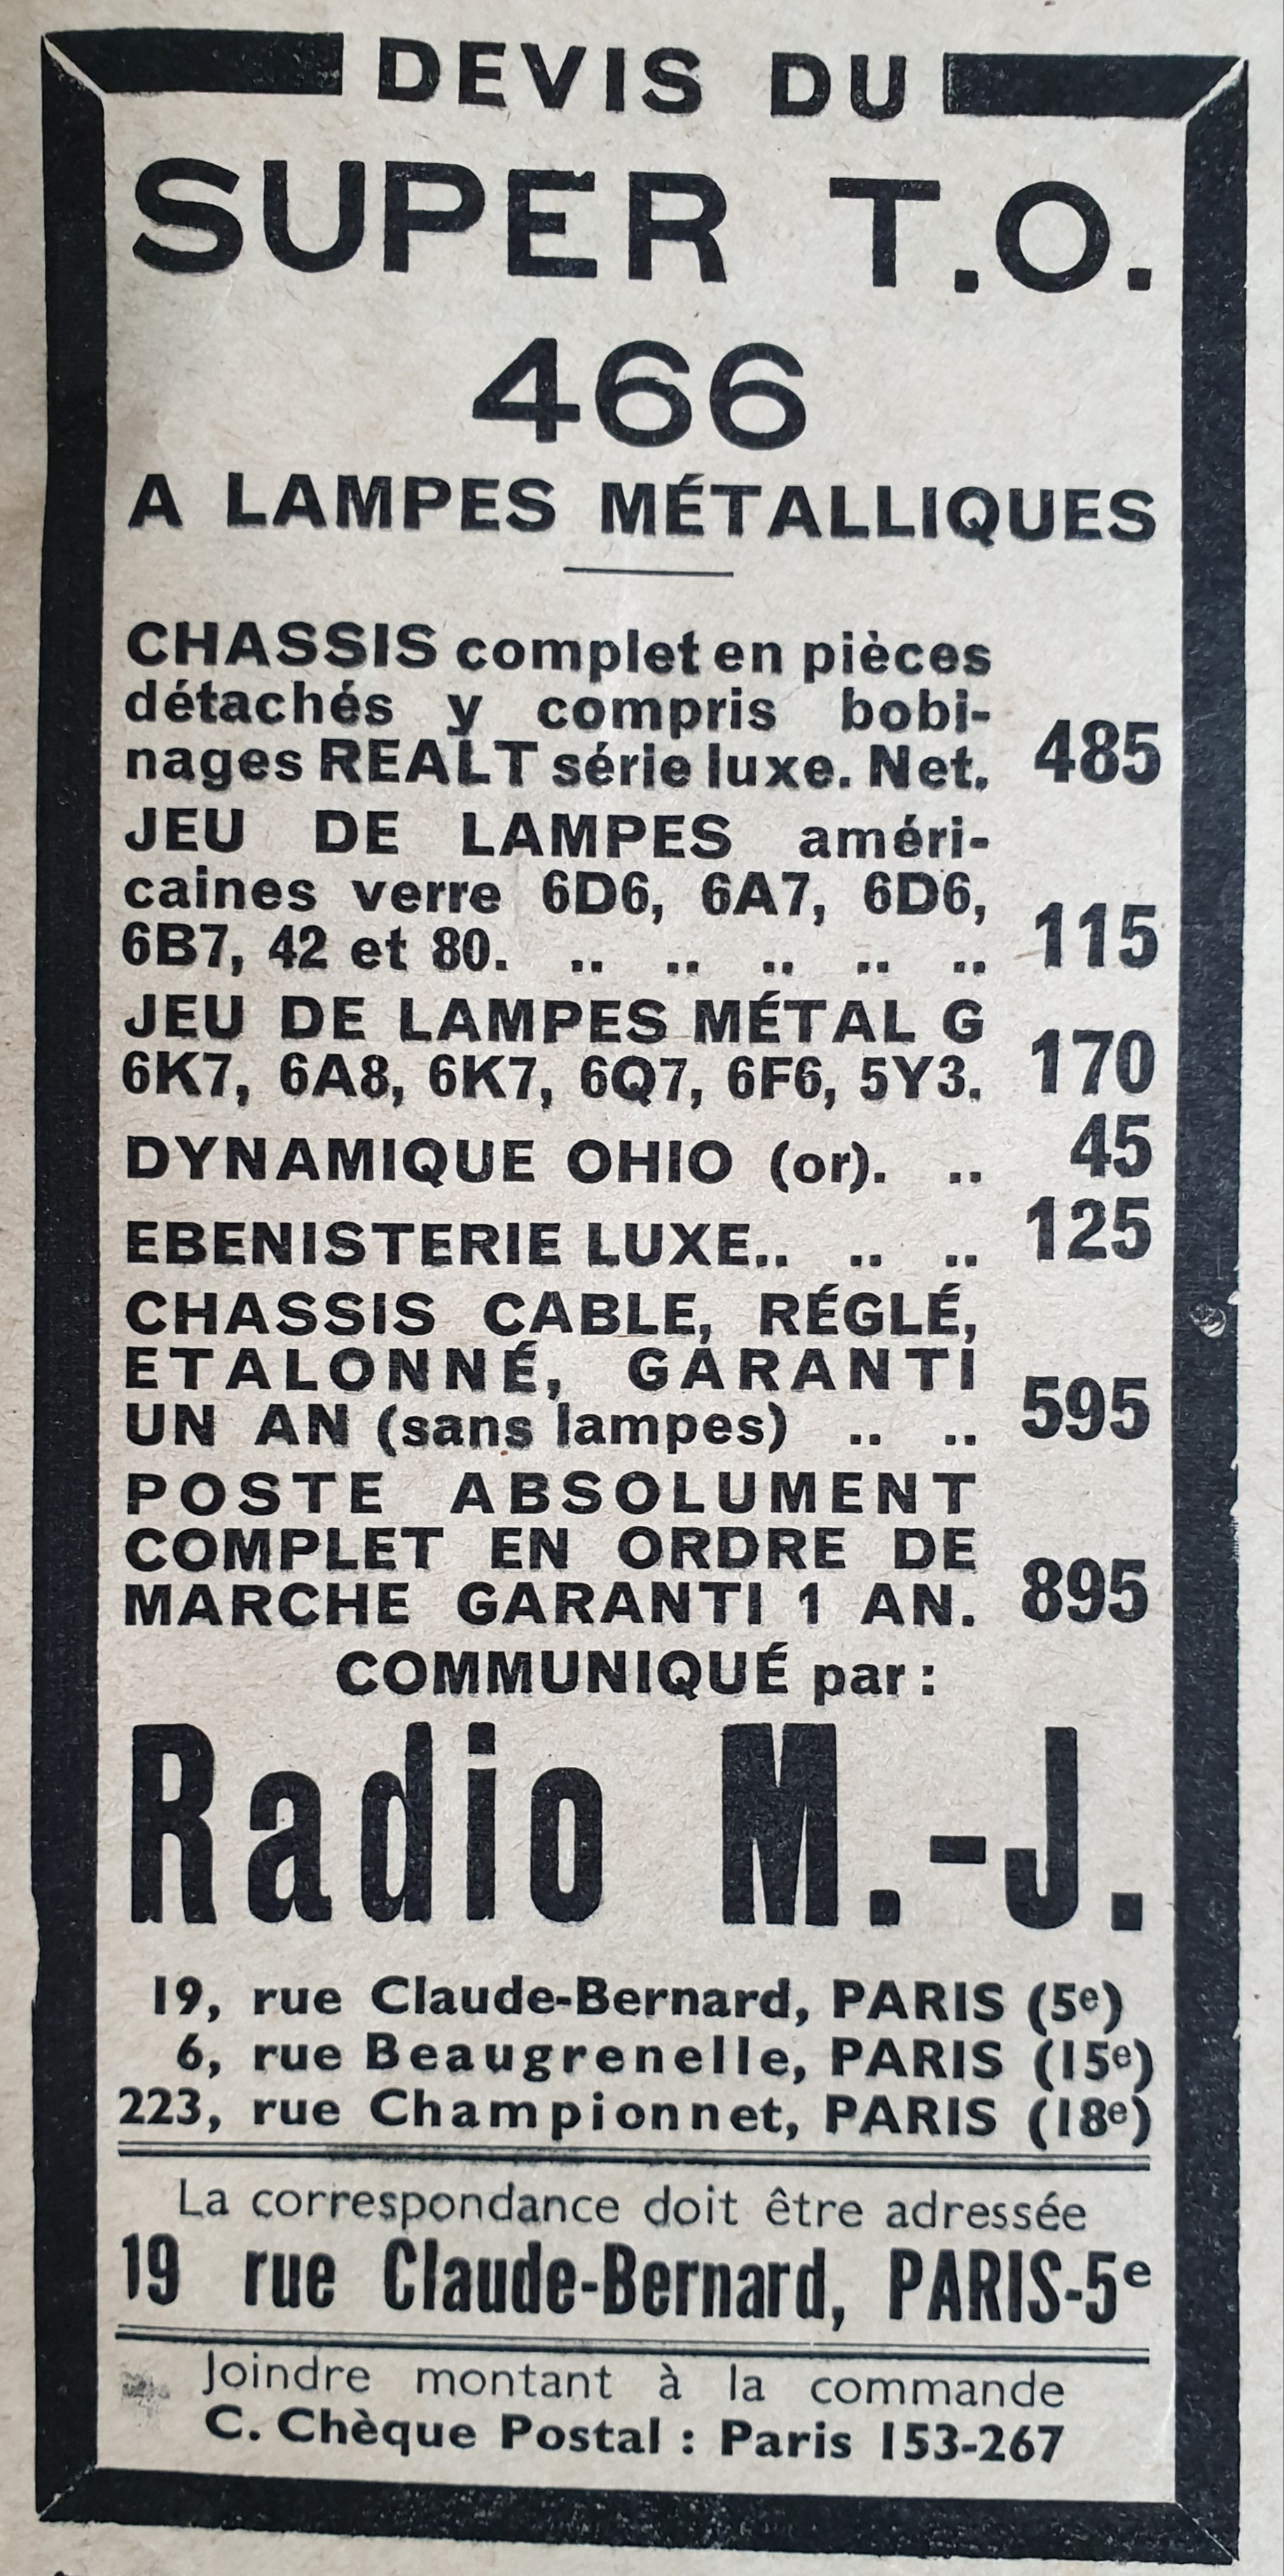 DEVIS DU
SUPER T.O.
466
A LAMPES MÉTALLIQUES
CHASSIS complet en pièces
détachés y compris bobi-
nages REALT série luxe. Net. 485
JEU DE LAMPES améri-
caines verre 6D6, 6A7, 6D6,
6B7, 42 et 80. .. .. .. .. .. 115
JEU DE LAMPES MÉTAL G
6K7, 6A8, 6K7, 6Q7, 6F6, 5Y3. 170
DYNAMIQUE OHIO (or). .. 45
EBENISTERIE LUXE.. .. .. 125
CHASSIS CABLE, RÉGLÉ,
ETALONNÉ, GARANTI
UN AN (sans lampes) .. .. 595
POSTE ABSOLUMENT
COMPLET EN ORDRE DE
MARCHE GARANTI 1 AN. 895
COMMUNIQUÉ par :
Radio M.-J.
19, rue Claude-Bernard, PARIS (5e)
6, rue Beaugrenelle, PARIS (15e)
223, rue Championnet, PARIS (18e)
La correspondance doit être adressée
19 rue Claude-Bernard, PARIS-5e
Joindre montant à la commande
C. Chèque Postal : Paris 153-267